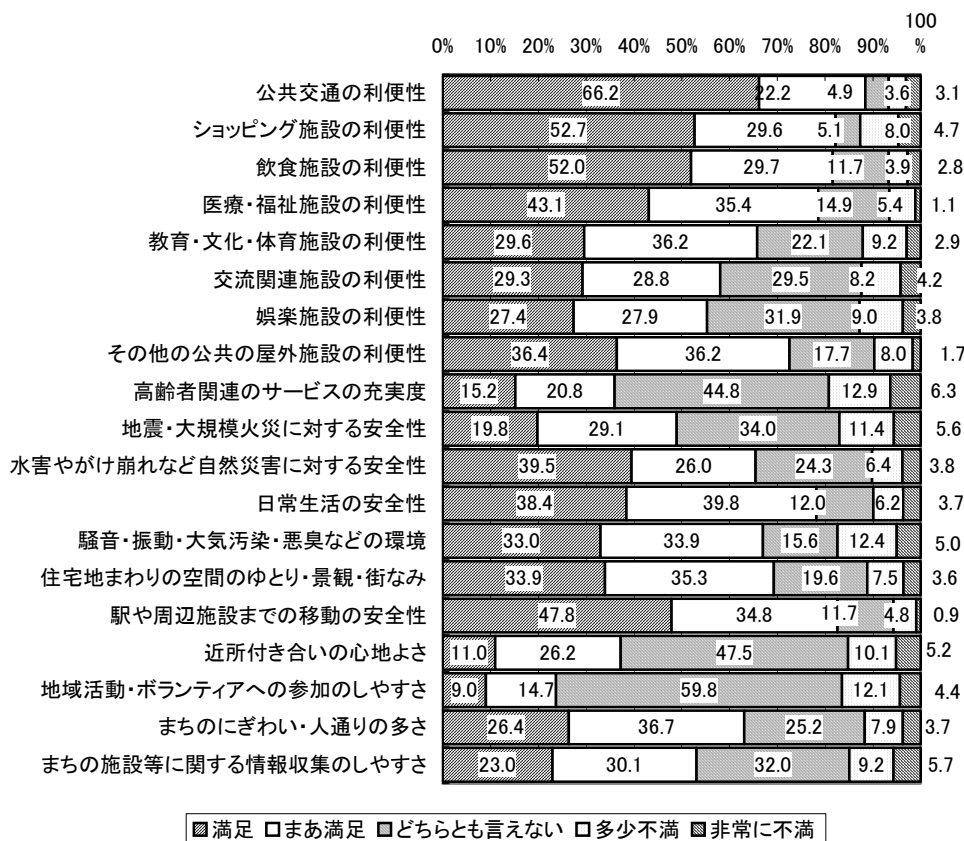 100
0% 10% 20% 30% 40% 50% 60% 70% 80% 90% %
公共交通の利便性 66.2 22.2 4.9 3.6 3.1
ショッピング施設の利便性 52.7 29.6 5.1 8.0 4.7
飲食施設の利便性 52.0 29.7 11.7 3.9 2.8
医療・福祉施設の利便性 43.1 35.4 14.9 5.4 1.1
教育・文化・体育施設の利便性 29.6 36.2 22.1 9.2 2.9
交流関連施設の利便性 29.3 28.8 29.5 8.2 4.2
娯楽施設の利便性 27.4 27.9 31.9 9.0 3.8
その他の公共の屋外施設の利便性 36.4 36.2 17.7 8.0 1.7
高齢者関連のサービスの充実度 15.2 20.8 44.8 12.9 6.3
地震・大規模火災に対する安全性 19.8 29.1 34.0 11.4 5.6
水害やがけ崩れなど自然災害に対する安全性 39.5 26.0 24.3 6.4 3.8
日常生活の安全性 38.4 39.8 12.0 6.2 3.7
騒音・振動・大気汚染・悪臭などの環境 33.0 33.9 15.6 12.4 5.0
住宅地まわりの空間のゆとり・景観・街なみ 33.9 35.3 19.6 7.5 3.6
駅や周辺施設までの移動の安全性 47.8 34.8 11.7 4.8 0.9
近所付き合いの心地よさ 11.0 26.2 47.5 10.1 5.2
地域活動・ボランティアへの参加のしやすさ 9.0 14.7 59.8 12.1 4.4
まちのにぎわい・人通りの多さ 26.4 36.7 25.2 7.9 3.7
まちの施設等に関する情報収集のしやすさ 23.0 30.1 32.0 9.2 5.7
満足 まあ満足 どちらとも言えない 多少不満 非常に不満